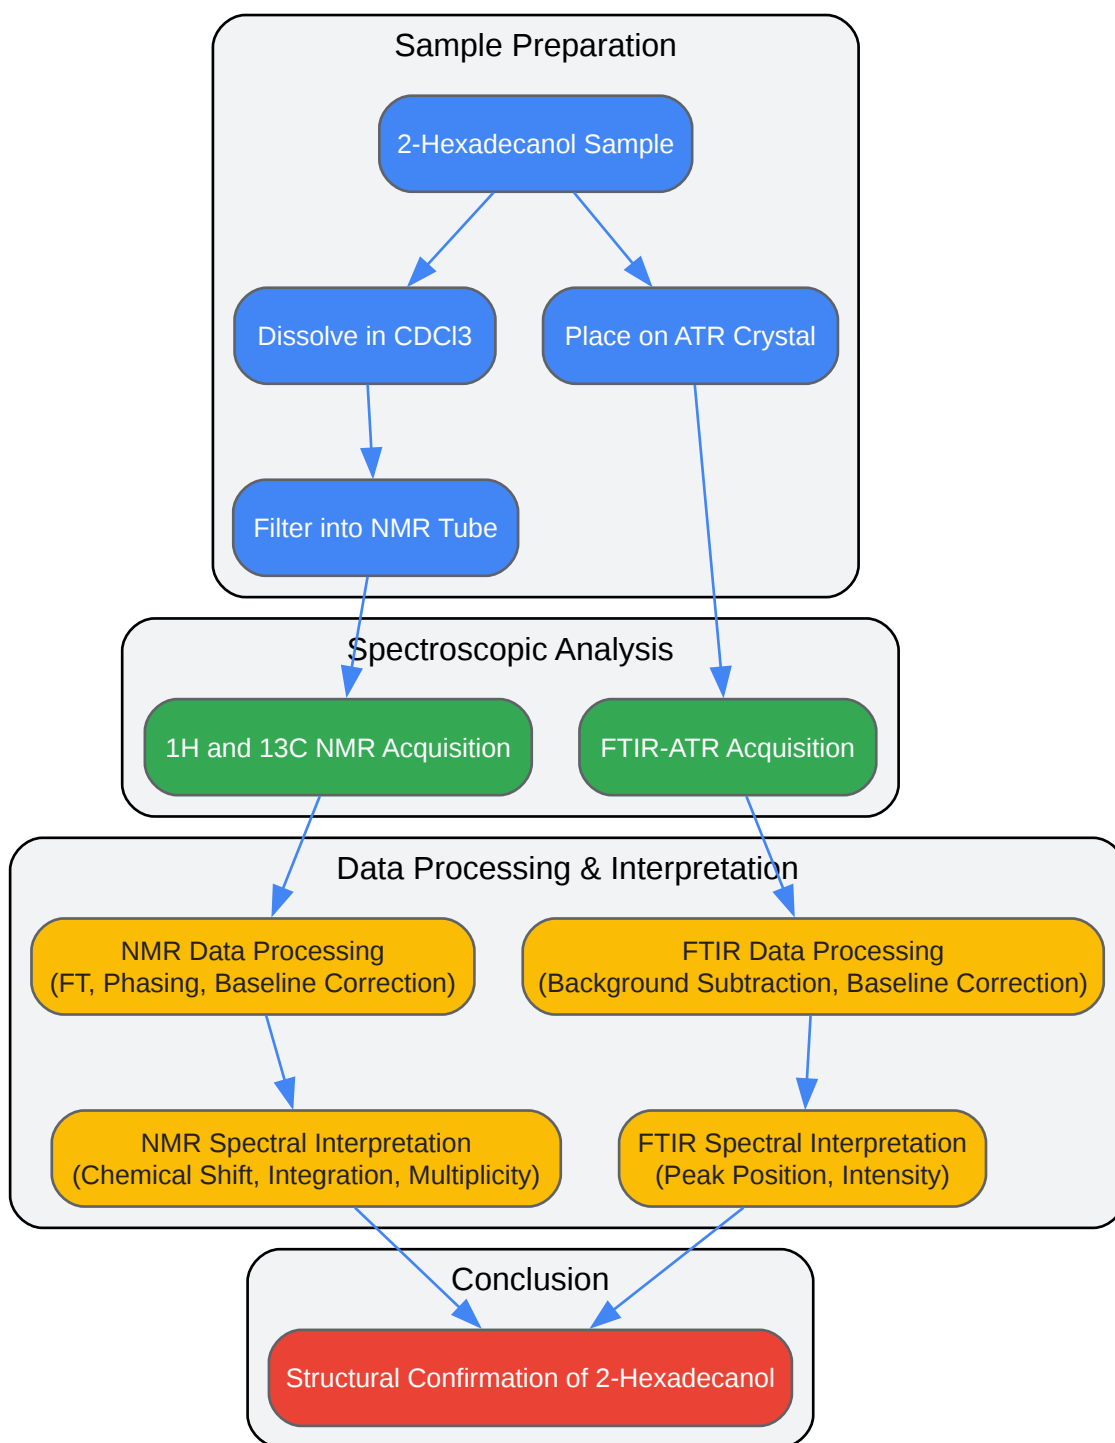 Sample Preparation
2-Hexadecanol Sample
Dissolve in CDCl3
Place on ATR Crystal
Filter into NMR Tube
Spectroscopic Analysis
1H and 13C NMR Acquisition
FTIR-ATR Acquisition
Data Processing & Interpretation
NMR Data Processing
(FT, Phasing, Baseline Correction)
FTIR Data Processing
(Background Subtraction, Baseline Correction)
NMR Spectral Interpretation
(Chemical Shift, Integration, Multiplicity)
FTIR Spectral Interpretation
(Peak Position, Intensity)
Conclusion
Structural Confirmation of 2-Hexadecanol